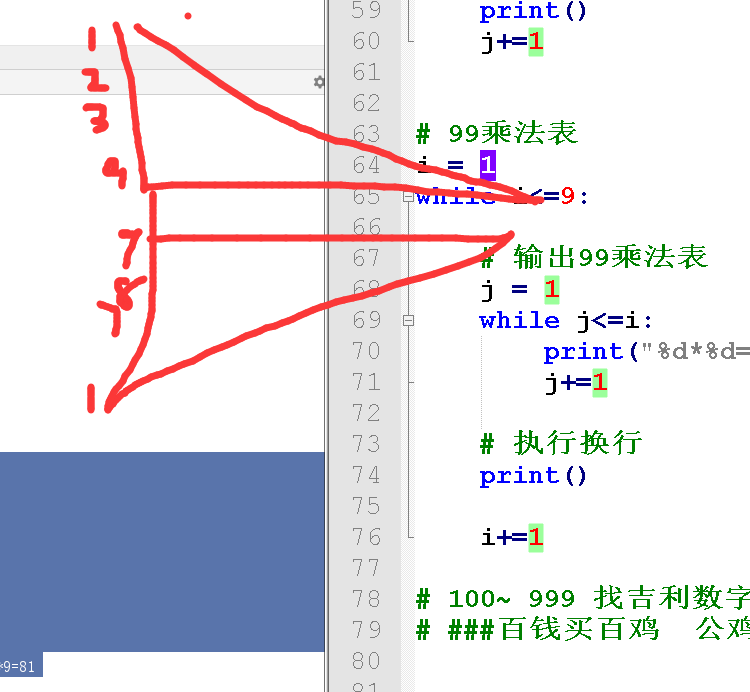 1
2
3
59 print()
60 j+=1
61
62
63 # 99乘法表
64 i = 1
65 while i<=9:
66
67 # 输出99乘法表
68 j = 1
69 while j<=i:
70 print("%d*%d=
71 j+=1
72
73 # 执行换行
74 print()
75
76 i+=1
77
78 # 100~ 999 找吉利数字
79 # ###百钱买百鸡 公鸡
80
81
7
8
1
*9=81